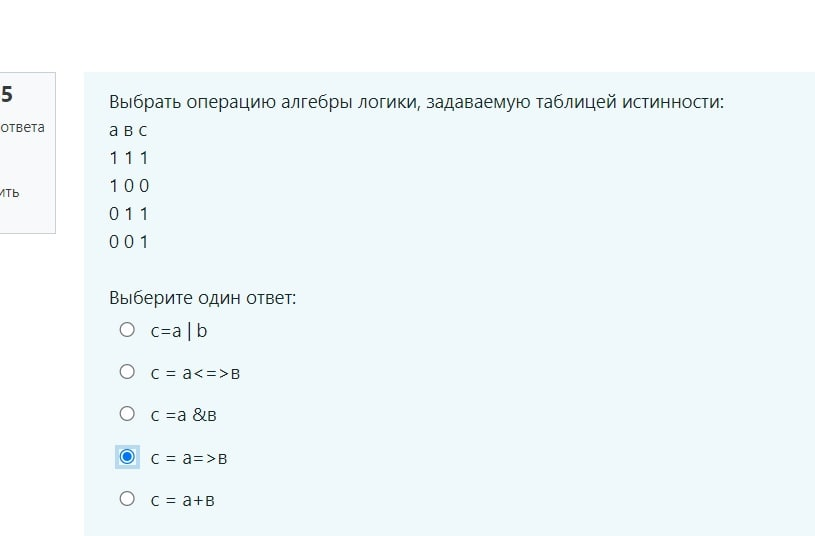 5
ответа
ить
Выбрать операцию алгебры логики, задаваемую таблицей истинности:
а в с
1 1 1
1 0 0
0 1 1
0 0 1
Выберите один ответ:
c=a | b
с = а<=>в
с =а &в
с = а=>в
с = а+в